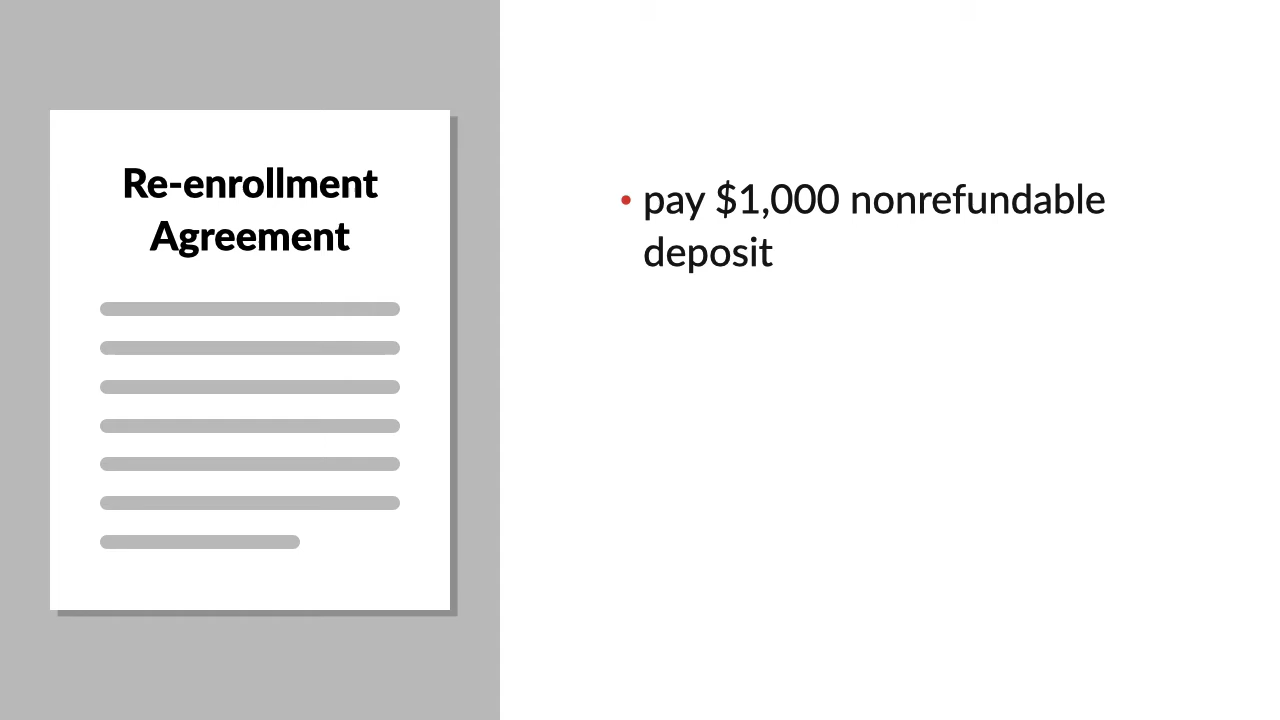 Re-enrollment
Agreement
• pay $1,000 nonrefundable
deposit